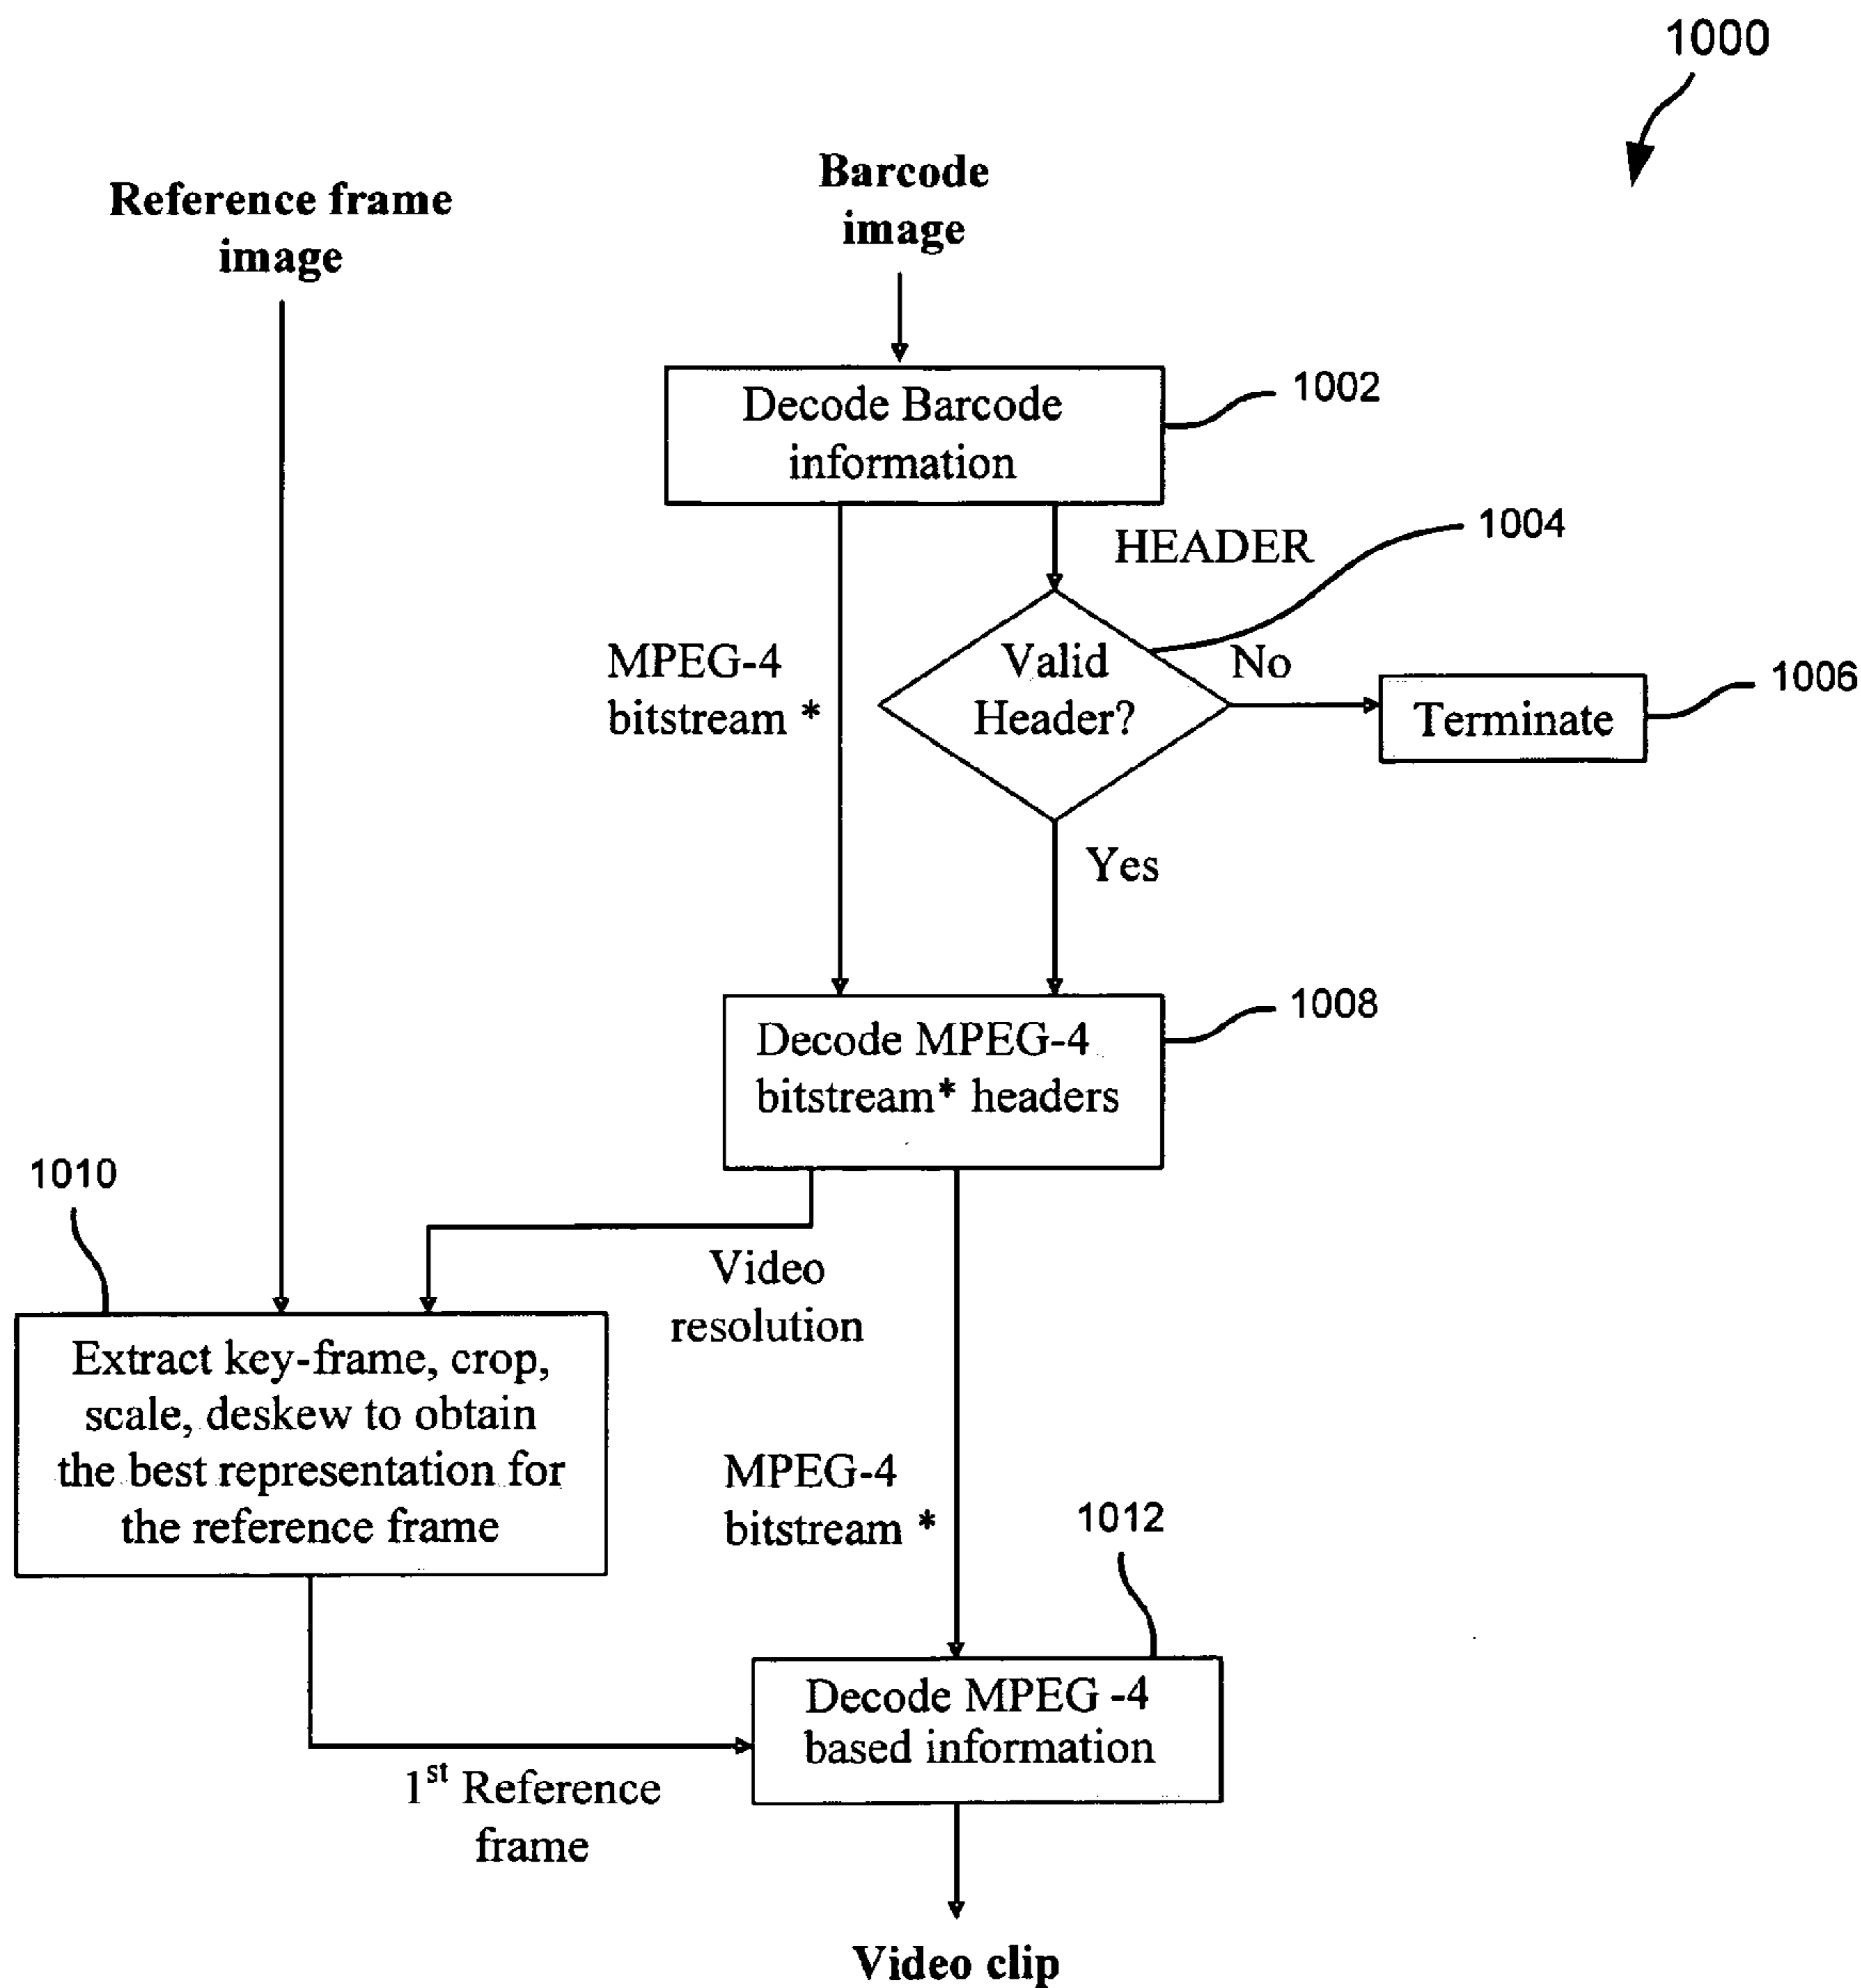 1000
Reference frame
image
Barcode
image
Decode Barcode
information
1002
HEADER
1004
MPEG-4
bitstream *
Valid
Header?
No
Terminate
1006
Yes
Decode MPEG-4
bitstream* headers
1008
1010
Video
resolution
Extract key-frame, crop,
scale, deskew to obtain
the best representation for
the reference frame
MPEG-4
bitstream *
1012
Decode MPEG -4
based information
1st Reference
frame
Video clip